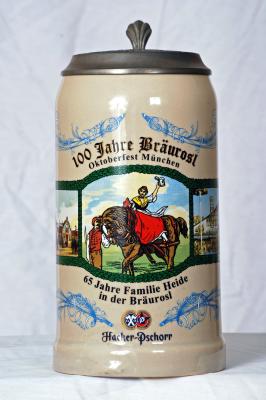 100 Jahre Bräurosl
Oktoberfest München
65 Jahre Familie Heide
in der Bräurosl
Hacker-Pschorr